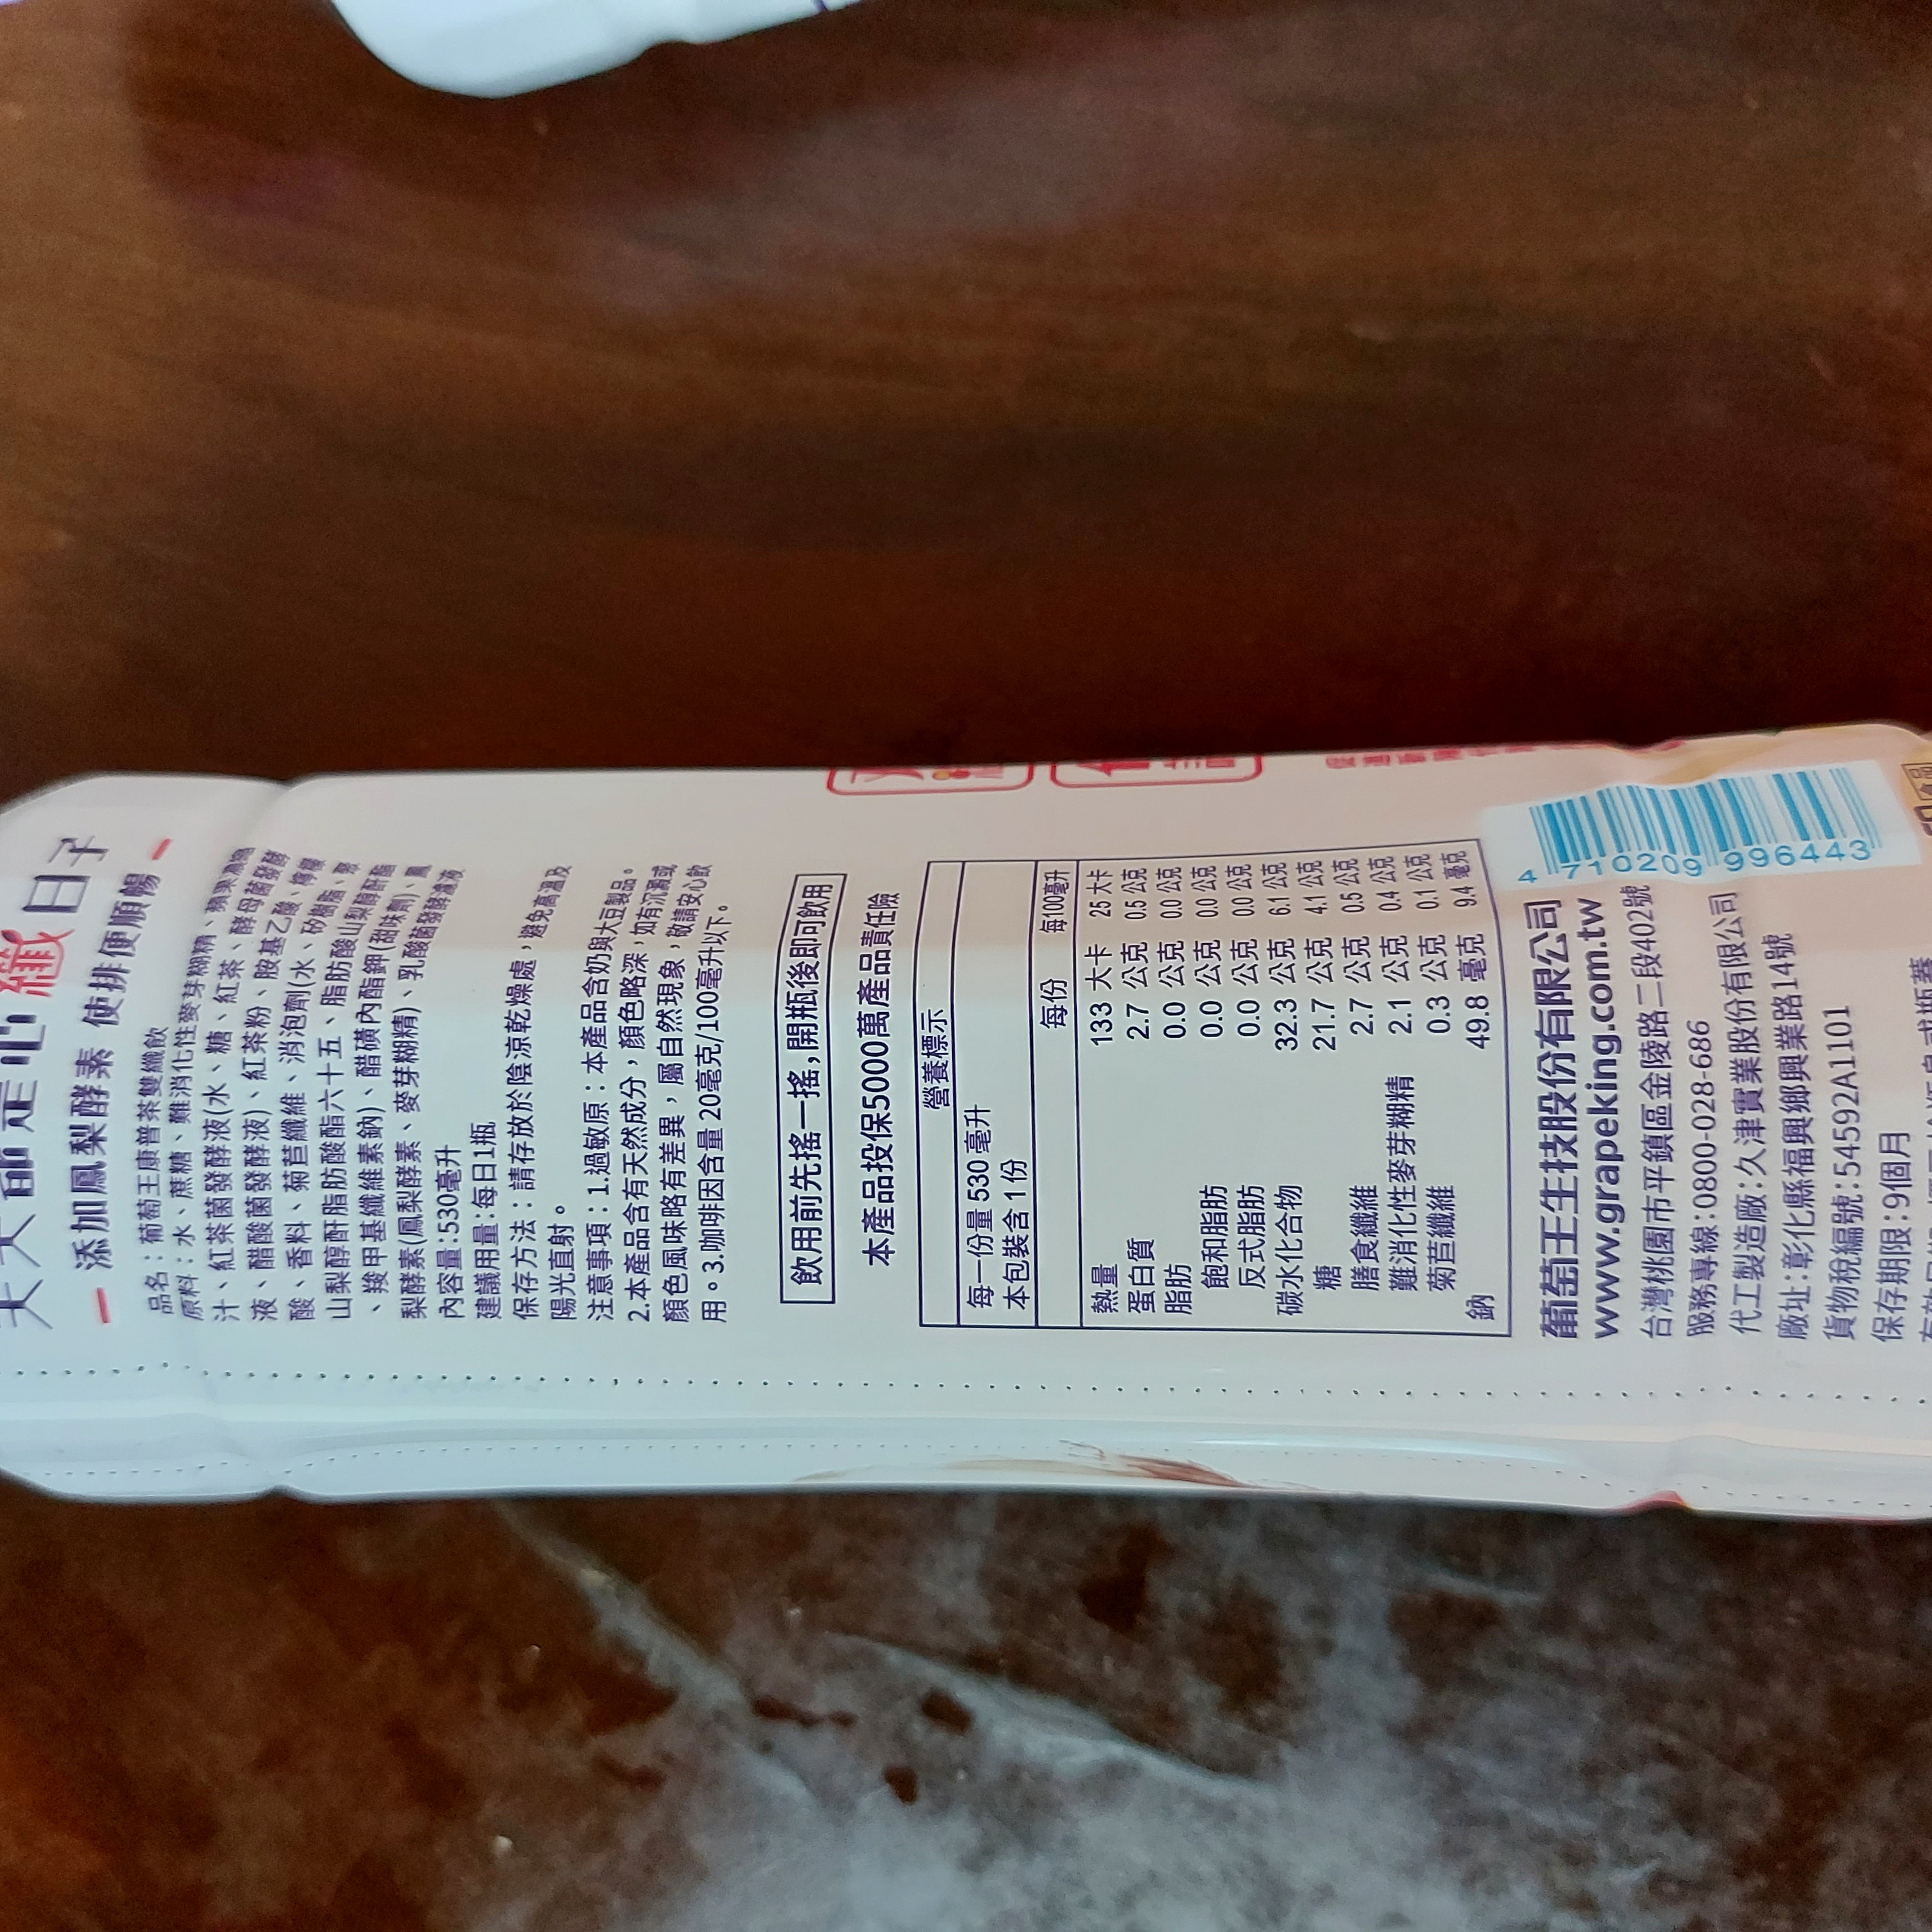 天天都是心纖日子
添加鳳梨酵素 使排便順暢
品名：葡萄王康普茶雙纖飲
原料：水、蔗糖、難消化性麥芽糊精、蘋果濃縮
汁、紅茶菌發酵液(水、糖、紅茶、酵母菌發酵
液、醋酸菌發酵液)、紅茶粉、胺基乙酸、檸檬
酸、香料、菊苣纖維、消泡劑(水、矽樹脂、聚
山梨醇酐脂肪酸酯六十五、脂肪酸山梨醇酐酯
、羧甲基纖維素鈉)、醋磺內酯鉀(甜味劑)、鳳
梨酵素(鳳梨酵素、麥芽糊精)、乳酸菌發酵濾液
內容量:530毫升
建議用量:每日1瓶
保存方法：請存放於陰涼乾燥處，避免高溫及
陽光直射。
注意事項：1.過敏原：本產品含奶與大豆製品。
2.本產品含有天然成分，顏色略深，如有沉澱或
顏色風味略有差異，屬自然現象，敬請安心飲
用。3.咖啡因含量 20毫克/100毫升以下。
飲用前先搖一搖,開瓶後即可飲用
本產品投保5000萬產品責任險
營養標示
每一份量 530 毫升
本包裝含 1 份
每份 每100毫升
熱量 133 大卡 25 大卡
蛋白質 2.7 公克 0.5 公克
脂肪 0.0 公克 0.0 公克
飽和脂肪 0.0 公克 0.0 公克
反式脂肪 0.0 公克 0.0 公克
碳水化合物 32.3 公克 6.1 公克
糖 21.7 公克 4.1 公克
膳食纖維 2.7 公克 0.5 公克
難消化性麥芽糊精 2.1 公克 0.4 公克
菊苣纖維 0.3 公克 0.1 公克
鈉 49.8 毫克 9.4 毫克
葡萄王生技股份有限公司
www.grapeking.com.tw
台灣桃園市平鎮區金陵路二段402號
服務專線:0800-028-686
代工製造廠:久津實業股份有限公司
廠址:彰化縣福興鄉興業路14號
貨物稅編號:54592A1101
保存期限:9個月
4 710209 996443